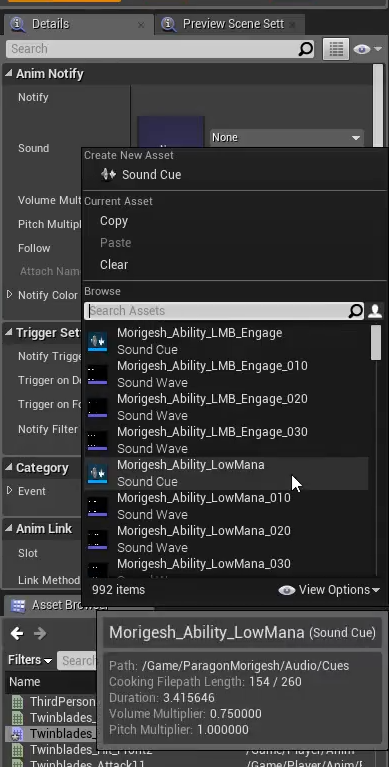 Details
Preview Scene Sett
Search
Anim Notify
Notify
Sound
None
Create New Asset
Sound Cue
Volume Mult
Current Asset
Pitch Multipl
Copy
Follow
Paste
Attach Nam
Clear
Notify Color
Browse
Search Assets
Trigger Set
Morigesh_Ability_LMB_Engage
Sound Cue
Notify Trigge
Morigesh_Ability_LMB_Engage_010
Sound Wave
Trigger on De
Morigesh_Ability_LMB_Engage_020
Trigger on Fo
Sound Wave
Notify Filter
Morigesh_Ability_LMB_Engage_030
Sound Wave
Category
Morigesh_Ability_LowMana
Sound Cue
Event
Morigesh_Ability_LowMana_010
Sound Wave
Anim Link
Morigesh_Ability_LowMana_020
Slot
Sound Wave
Morigesh_Ability_LowMana_030
Link Method
992 items
View Options
Asset Brow
Morigesh_Ability_LowMana (Sound Cue)
Filters
Search
Path: /Game/ParagonMorigesh/Audio/Cues
Cooking Filepath Length: 154 / 260
Name
Duration: 3.415646
ThirdPerson
Volume Multiplier: 0.750000
Twinblades_
Pitch Multiplier: 1.000000
Twinblades_
Twinblades_Hit_Front2
/Game/Player/Anim/
Twinblades_Attack11
/Game/Player/Anim/F